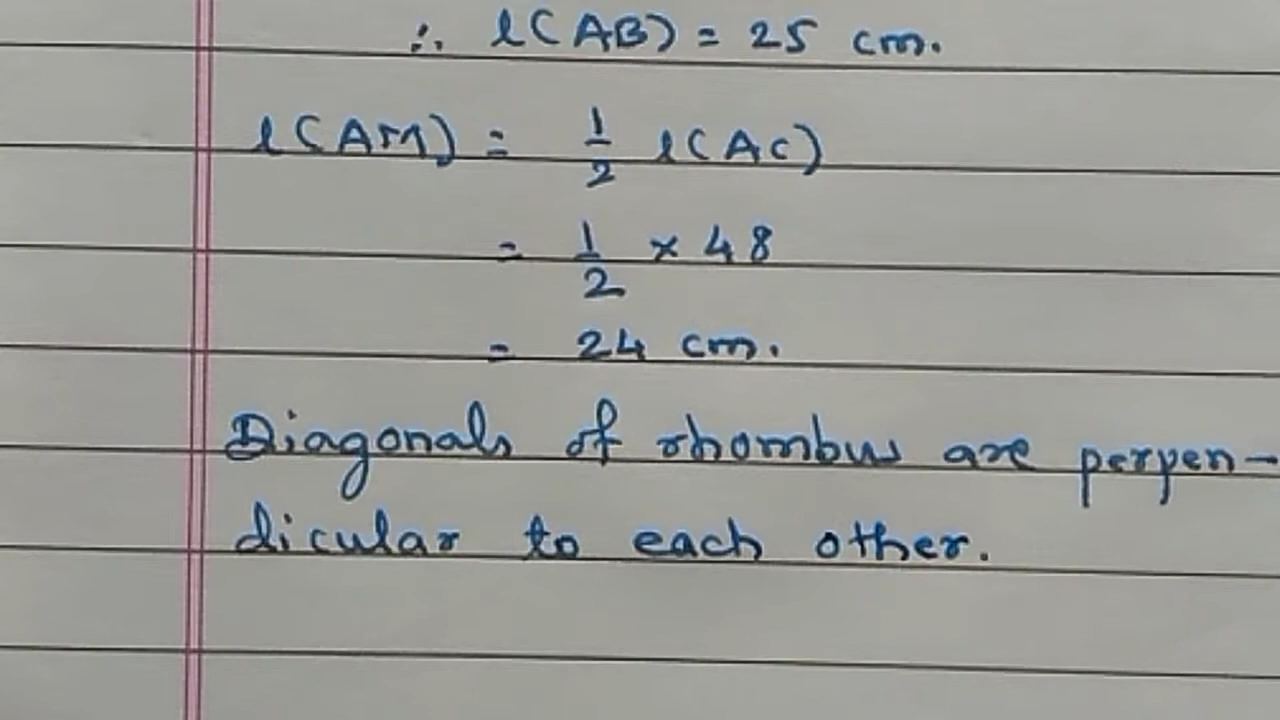 ∴ l(AB) = 25 cm.
l(AM) = 1/2 l(AC)
= 1/2 × 48
= 24 cm.
Diagonals of rhombus are perpen-
dicular to each other.